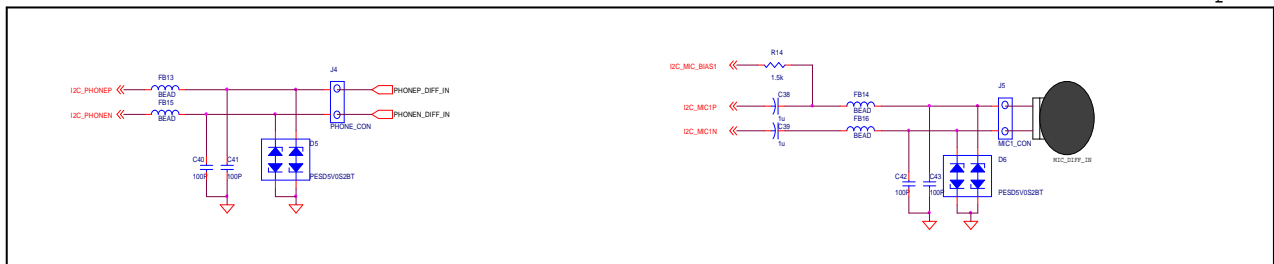 FB13
I2C_PHONEP
BEAD
FB15
I2C_PHONEN
BEAD
J4
PHONE_CON
PHONEP_DIFF_IN
PHONEN_DIFF_IN
C40
100P
C41
100P
D5
PESD5V0S2BT
R14
I2C_MIC_BIAS1
1.5k
C38
I2C_MIC1P
1u
C39
I2C_MIC1N
1u
FB14
BEAD
FB16
BEAD
J5
MIC1_CON
MIC_DIFF_IN
C42
100P
C43
100P
D6
PESD5V0S2BT